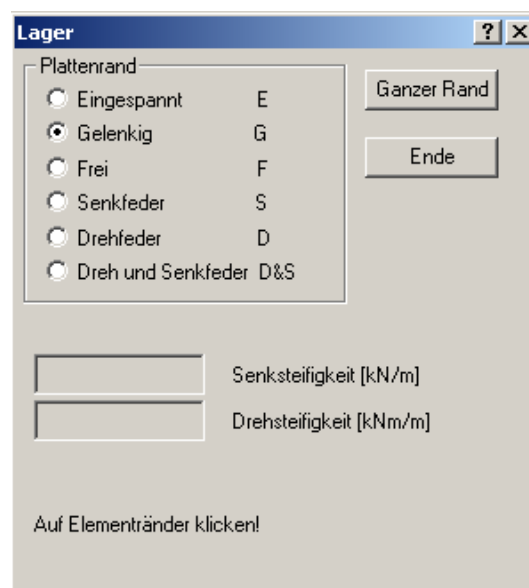 Lager
Plattenrand
Eingespannt E
Gelenkig G
Frei F
Senkfeder S
Drehfeder D
Dreh und Senkfeder D&S
Ganzer Rand
Ende
Senksteifigkeit [kN/m]
Drehsteifigkeit [kNm/m]
Auf Elementränder klicken!